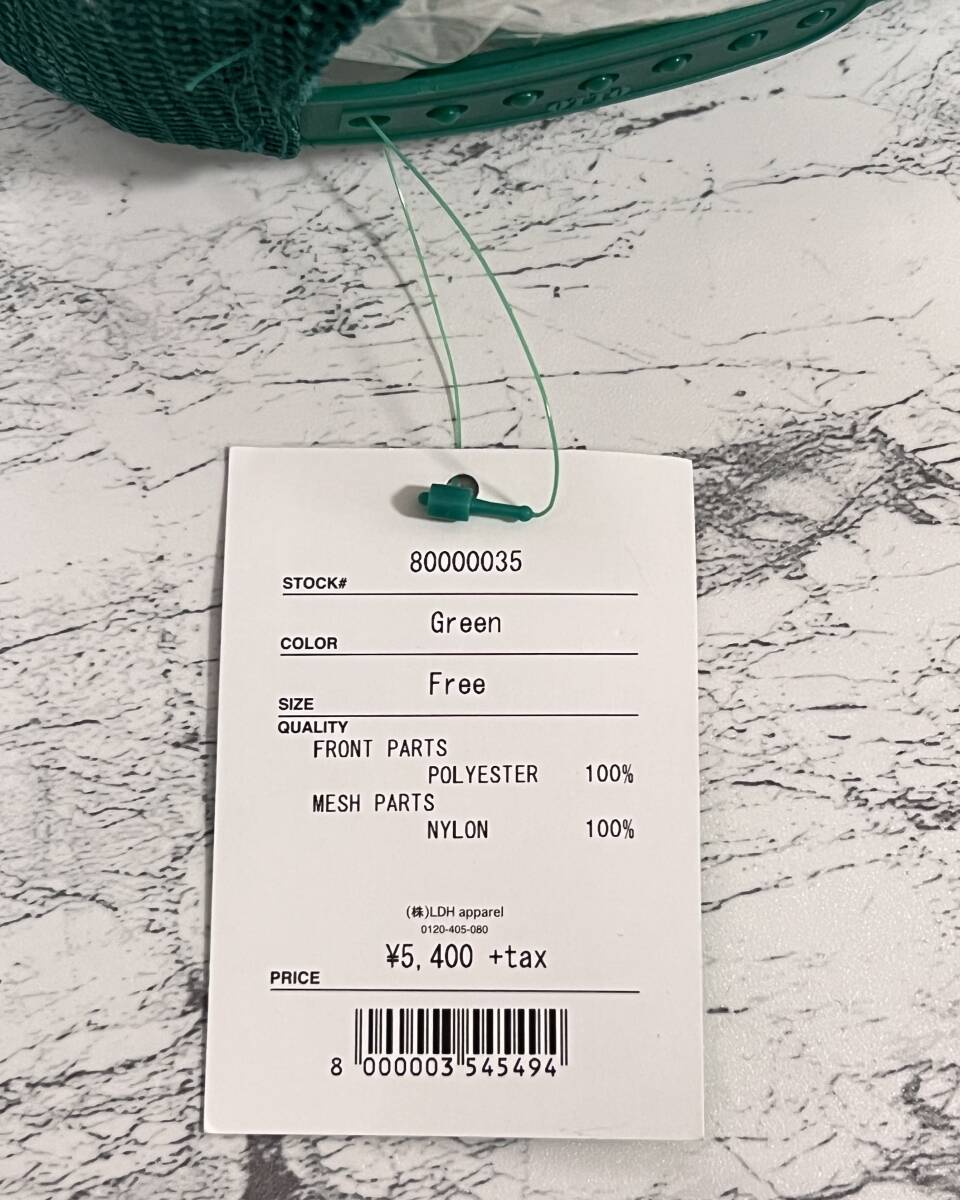 80000035
STOCK#
Green
COLOR
Free
SIZE
QUALITY
FRONT PARTS
POLYESTER 100%
MESH PARTS
NYLON 100%
(株)LDH apparel
0120-405-080
¥5,400 +tax
PRICE
8 000003 545494